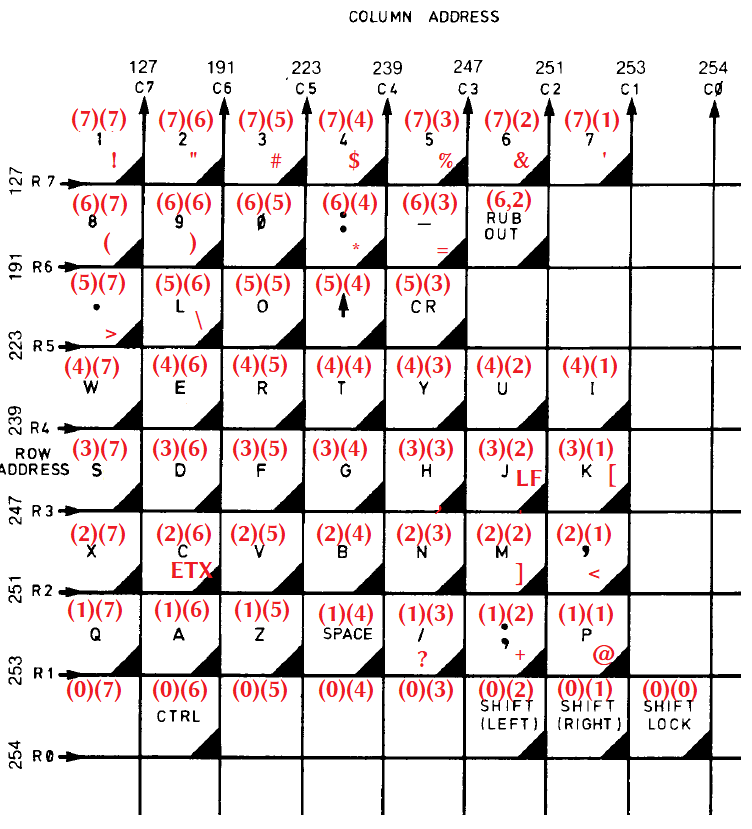 COLUMN ADDRESS
127 191 223 239 247 251 253 254
C7 C6 C5 C4 C3 C2 C1 CØ
(7)(7) (7)(6) (7)(5) (7)(4) (7)(3) (7)(2) (7)(1)
1 2 3 4 5 6 7
! " # $ % & '
127 R7
(6)(7) (6)(6) (6)(5) (6)(4) (6)(3) (6,2)
8 9 Ø : – RUB
OUT
( ) * =
191 R6
(5)(7) (5)(6) (5)(5) (5)(4) (5)(3)
. L O ↑ CR
> \
223 R5
(4)(7) (4)(6) (4)(5) (4)(4) (4)(3) (4)(2) (4)(1)
W E R T Y U I
239 R4
ROW
ADDRESS
(3)(7) (3)(6) (3)(5) (3)(4) (3)(3) (3)(2) (3)(1)
S D F G H J K
LF [
247 R3
(2)(7) (2)(6) (2)(5) (2)(4) (2)(3) (2)(2) (2)(1)
X C V B N M ,
ETX ] <
251 R2
(1)(7) (1)(6) (1)(5) (1)(4) (1)(3) (1)(2) (1)(1)
Q A Z SPACE / ; P
? + @
253 R1
(0)(7) (0)(6) (0)(5) (0)(4) (0)(3) (0)(2) (0)(1) (0)(0)
CTRL SHIFT SHIFT SHIFT
(LEFT) (RIGHT) LOCK
254 RØ